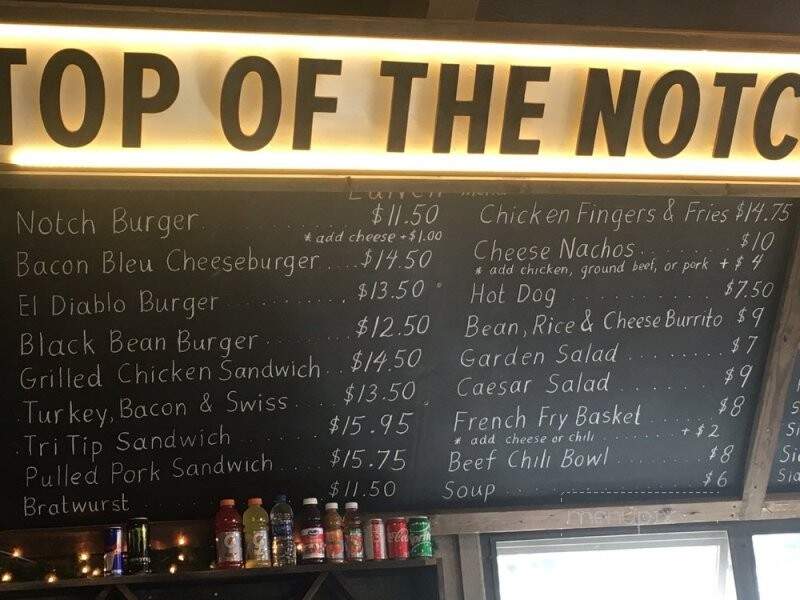 TOP OF THE NOTC
Lunch Menu
Notch Burger $11.50
* add cheese +$1.00
Bacon Bleu Cheeseburger $14.50
El Diablo Burger $13.50
Black Bean Burger $12.50
Grilled Chicken Sandwich $14.50
Turkey, Bacon & Swiss $13.50
Tri Tip Sandwich $15.95
Pulled Pork Sandwich $15.75
Bratwurst $11.50
Chicken Fingers & Fries $14.75
Cheese Nachos $10
* add chicken, ground beef, or pork + $4
Hot Dog $7.50
Bean, Rice & Cheese Burrito $9
Garden Salad $7
Caesar Salad $9
French Fry Basket $8
* add cheese or chili + $2
Beef Chili Bowl $8
Soup $6
menupix